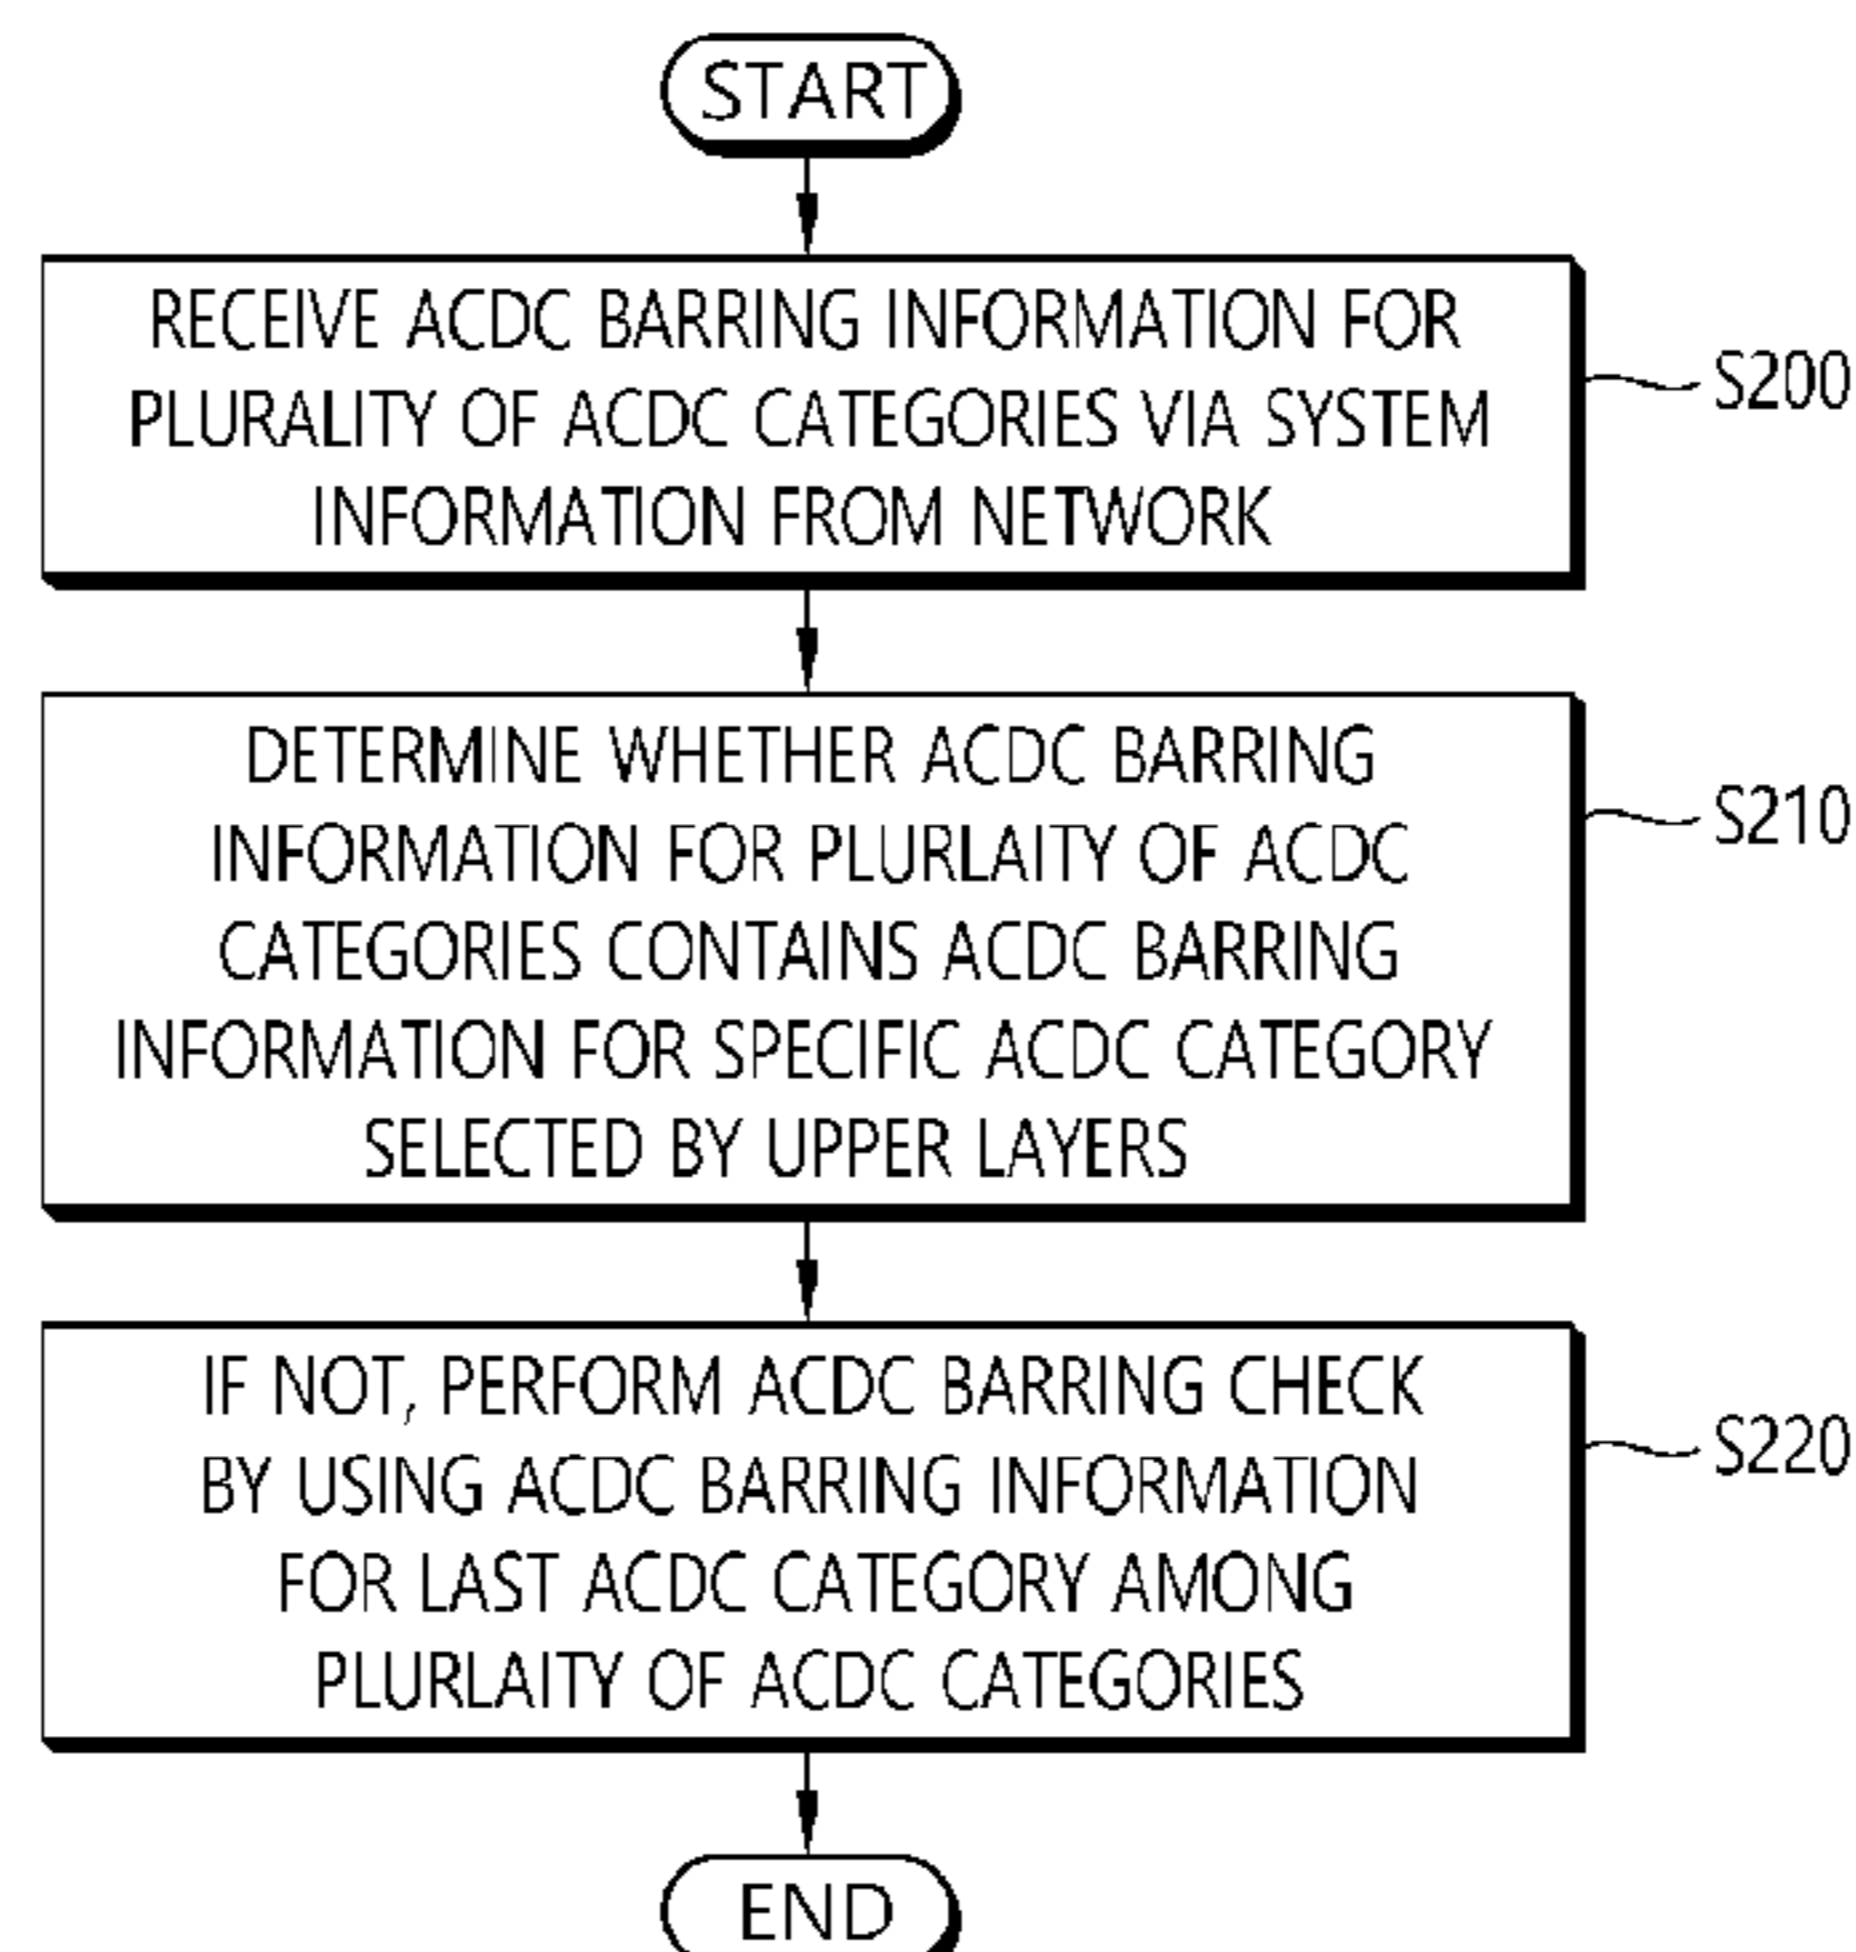 START
RECEIVE ACDC BARRING INFORMATION FOR
PLURALITY OF ACDC CATEGORIES VIA SYSTEM
INFORMATION FROM NETWORK
S200
DETERMINE WHETHER ACDC BARRING
INFORMATION FOR PLURLAITY OF ACDC
CATEGORIES CONTAINS ACDC BARRING
INFORMATION FOR SPECIFIC ACDC CATEGORY
SELECTED BY UPPER LAYERS
S210
IF NOT, PERFORM ACDC BARRING CHECK
BY USING ACDC BARRING INFORMATION
FOR LAST ACDC CATEGORY AMONG
PLURLAITY OF ACDC CATEGORIES
S220
END